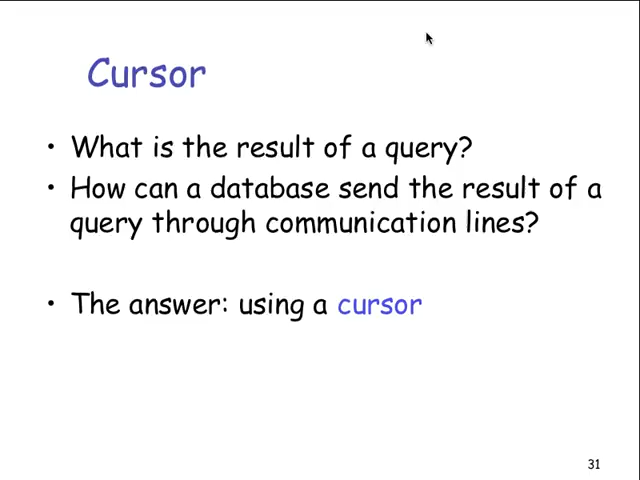 Cursor
• What is the result of a query?
• How can a database send the result of a
query through communication lines?
• The answer: using a cursor
31